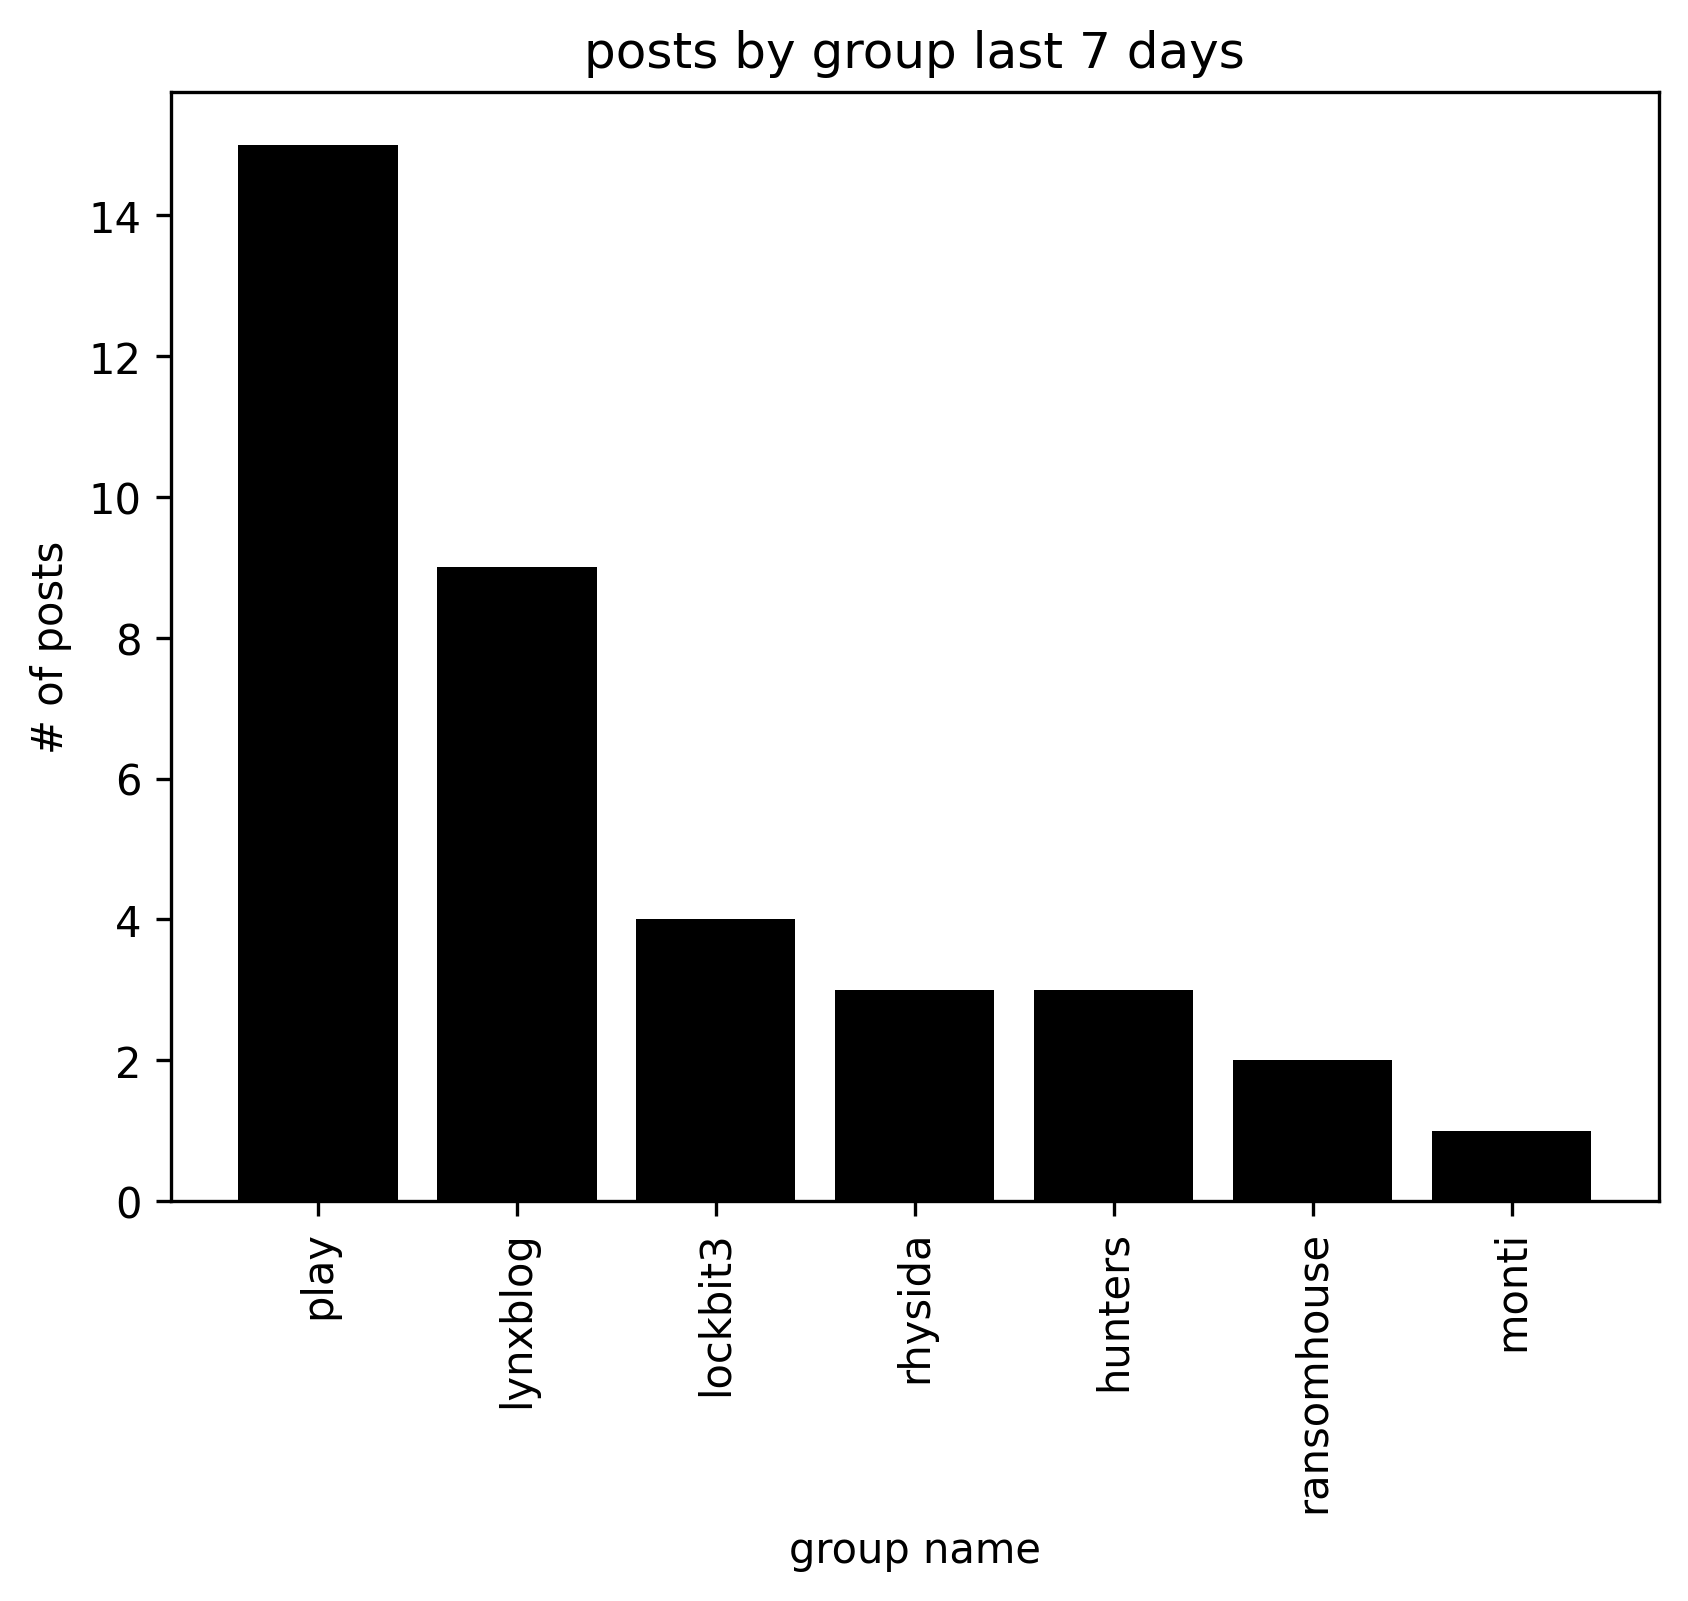 posts by group last 7 days
# of posts
14
12
10
8
6
4
2
0
play
lynxblog
lockbit3
rhysida
hunters
ransomhouse
monti
group name